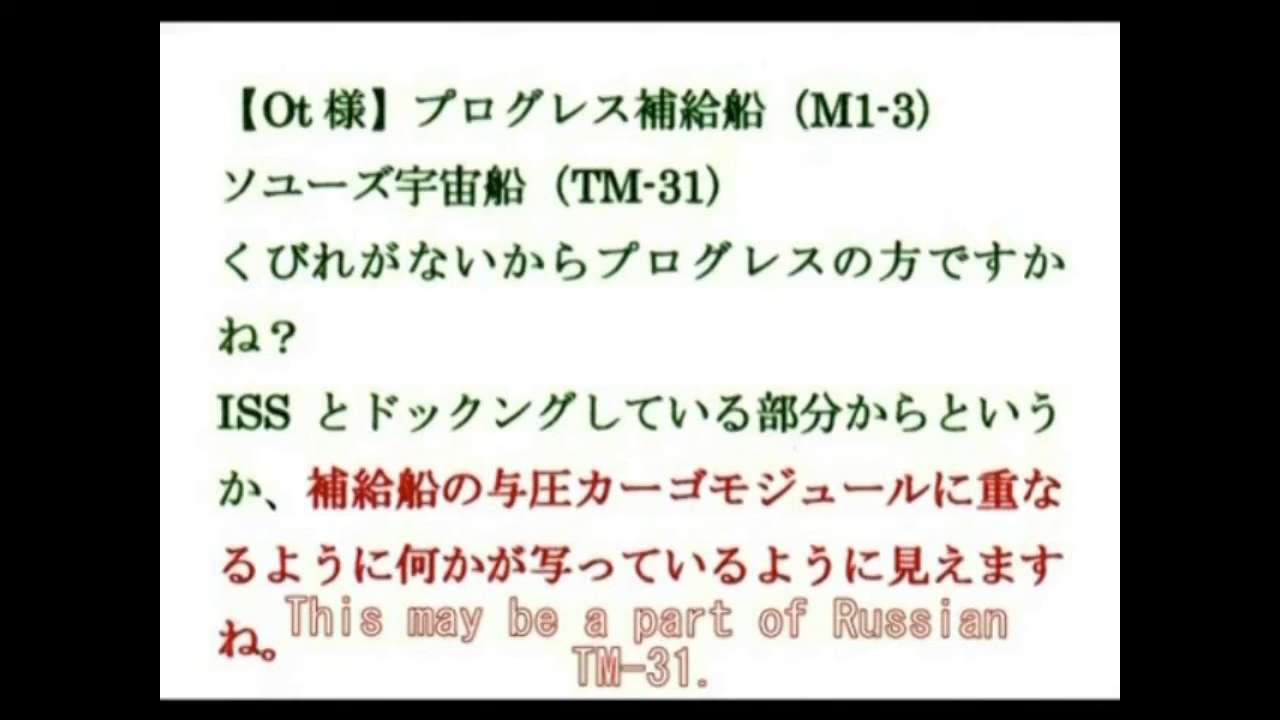 【Ot 様】プログレス補給船（M1-3）
ソユーズ宇宙船（TM-31）
くびれがないからプログレスの方ですか
ね？
ISS とドックングしている部分からという
か、補給船の与圧カーゴモジュールに重な
るように何かが写っているように見えます
ね。
This may be a part of Russian
TM-31.